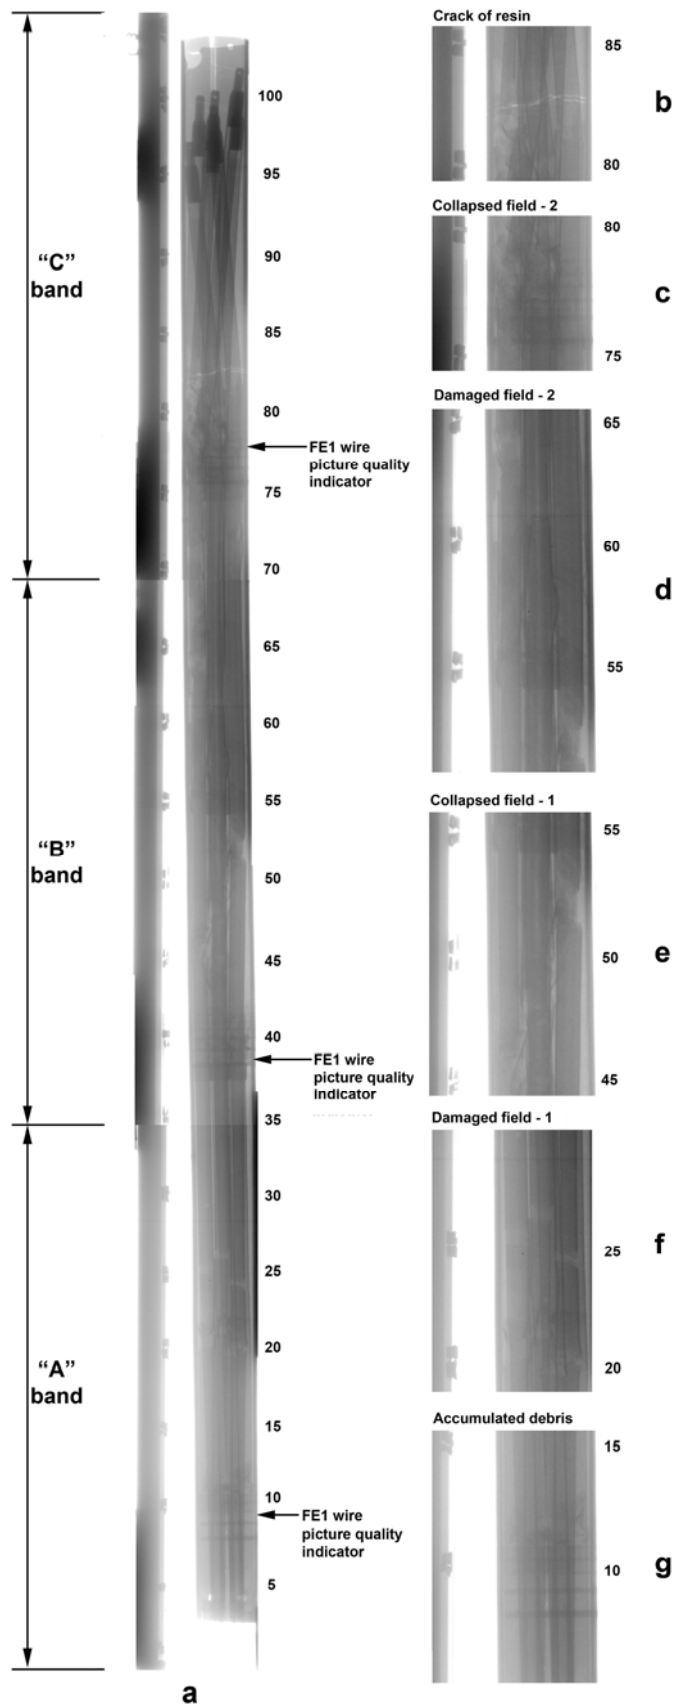 “C”
band
“B”
band
“A”
band
100
95
90
85
80
75
70
65
60
55
50
45
40
35
30
25
20
15
10
5
FE1 wire
picture quality
indicator
FE1 wire
picture quality
indicator
FE1 wire
picture quality
indicator
a
Crack of resin
85
80
b
Collapsed field - 2
80
75
c
Damaged field - 2
65
60
55
d
Collapsed field - 1
55
50
45
e
Damaged field - 1
25
20
f
Accumulated debris
15
10
g